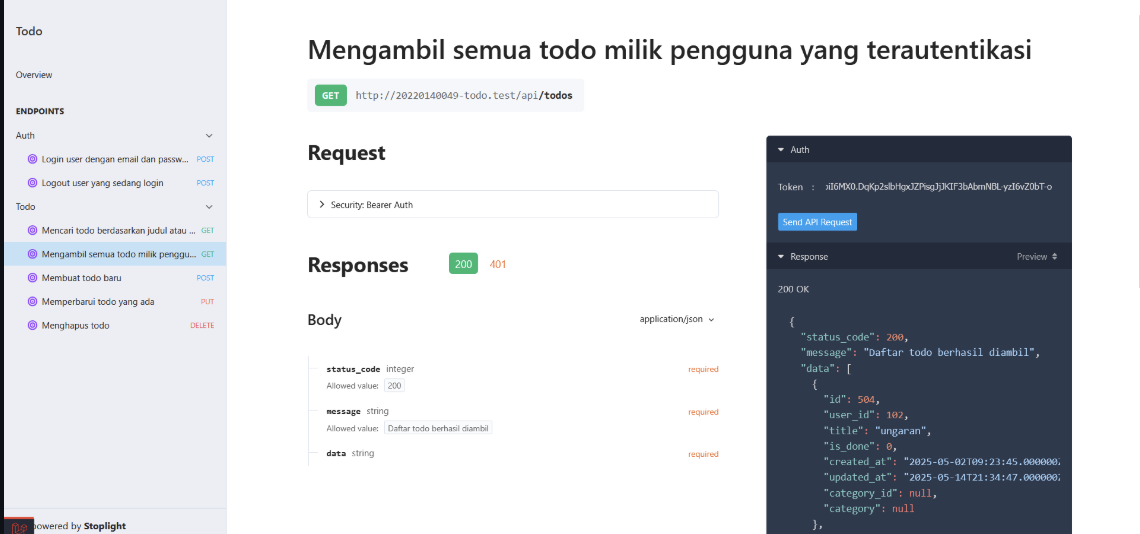 Todo
Overview
ENDPOINTS
Auth
Login user dengan email dan passw... POST
Logout user yang sedang login POST
Todo
Mencari todo berdasarkan judul atau ... GET
Mengambil semua todo milik penggu... GET
Membuat todo baru POST
Memperbarui todo yang ada PUT
Menghapus todo DELETE
powered by Stoplight
Mengambil semua todo milik pengguna yang terautentikasi
GET http://20220140049-todo.test/api/todos
Request
Security: Bearer Auth
Responses 200 401
Body application/json
status_code integer required
Allowed value: 200
message string required
Allowed value: Daftar todo berhasil diambil
data string required
Auth
Token :
Send API Request
Response Preview
200 OK
{
"status_code": 200,
"message": "Daftar todo berhasil diambil",
"data": [
{
"id": 504,
"user_id": 102,
"title": "ungaran",
"is_done": 0,
"created_at": "2025-05-02T09:23:45.000000
"updated_at": "2025-05-14T21:34:47.000000
"category_id": null,
"category": null
},